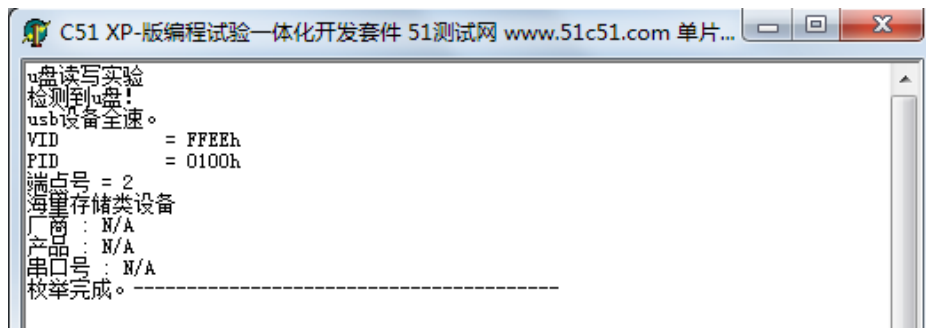 C51 XP-版编程试验一体化开发套件 51测试网 www.51c51.com 单片...
u盘读写实验
检测到u盘!
usb设备全速。
VID = FFEEh
PID = 0100h
端点号 = 2
海量存储类设备
厂商 : N/A
产品 : N/A
串口号 : N/A
枚举完成。----------------------------------------